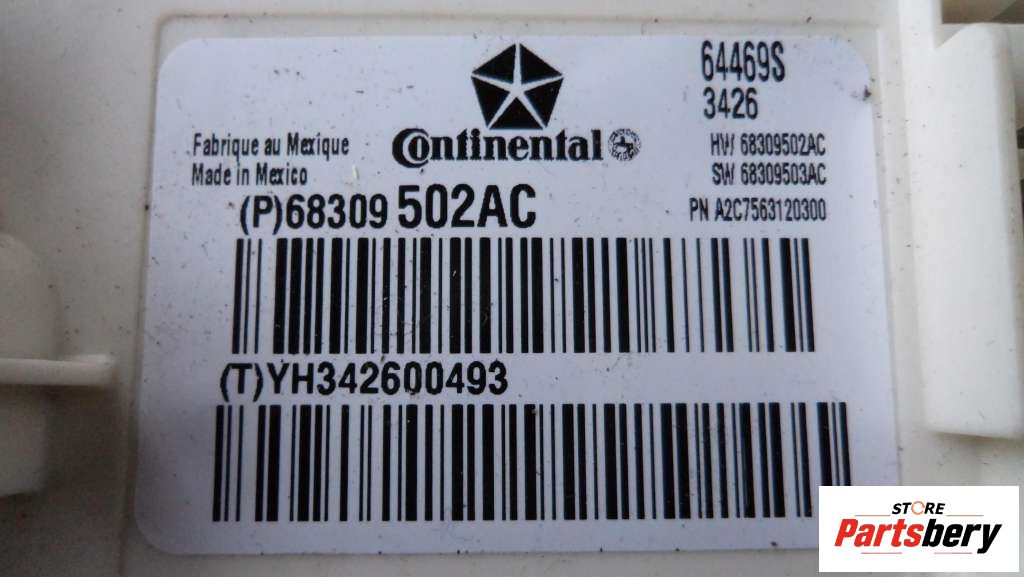 64469S
3426
Continental
Fabrique au Mexique
Made in Mexico
HW 68309502AC
SW 68309503AC
(P)68309 502AC
PN A2C7563120300
(T)YH342600493
STORE
Partsbery